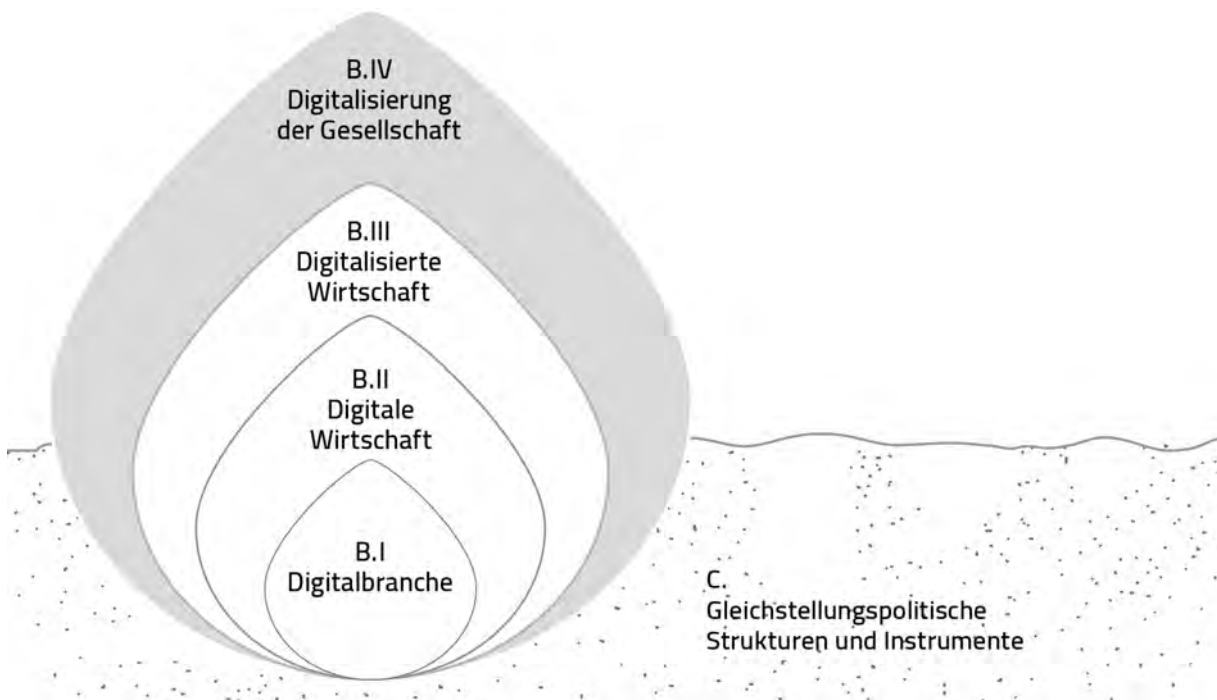 B.IV
Digitalisierung
der Gesellschaft
B.III
Digitalisierte
Wirtschaft
B.II
Digitale
Wirtschaft
B.I
Digitalbranche
C.
Gleichstellungspolitische
Strukturen und Instrumente